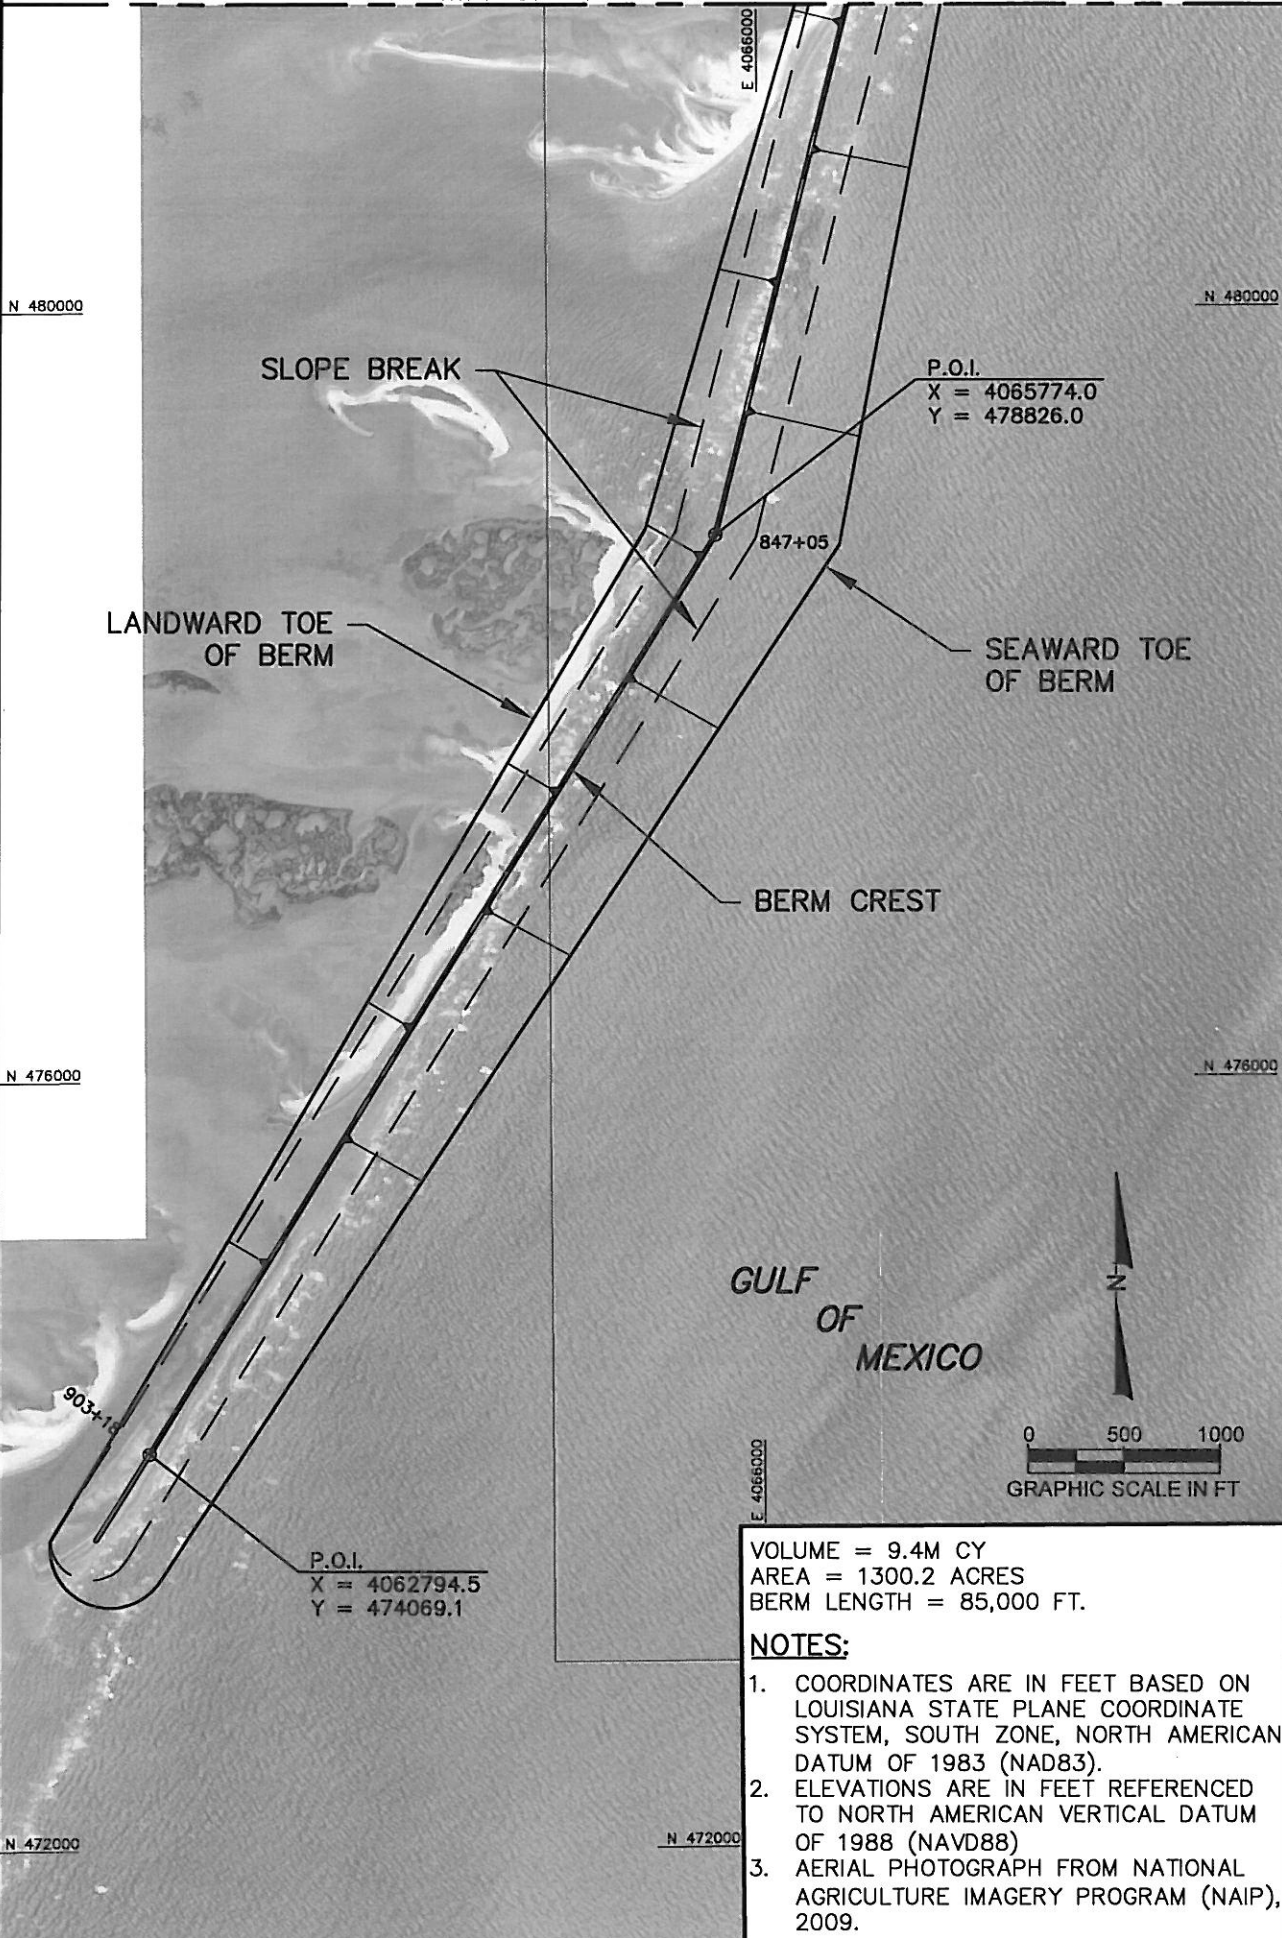 E 4066000
N 480000
N 480000
SLOPE BREAK
P.O.I.
X = 4065774.0
Y = 478826.0
847+05
LANDWARD TOE
OF BERM
SEAWARD TOE
OF BERM
BERM CREST
N 476000
N 476000
GULF
OF
MEXICO
N
903+18
0 500 1000
GRAPHIC SCALE IN FT
E 4066000
P.O.I.
X = 4062794.5
Y = 474069.1
VOLUME = 9.4M CY
AREA = 1300.2 ACRES
BERM LENGTH = 85,000 FT.
NOTES:
1. COORDINATES ARE IN FEET BASED ON
LOUISIANA STATE PLANE COORDINATE
SYSTEM, SOUTH ZONE, NORTH AMERICAN
DATUM OF 1983 (NAD83).
2. ELEVATIONS ARE IN FEET REFERENCED
TO NORTH AMERICAN VERTICAL DATUM
OF 1988 (NAVD88)
3. AERIAL PHOTOGRAPH FROM NATIONAL
AGRICULTURE IMAGERY PROGRAM (NAIP),
2009.
N 472000
N 472000